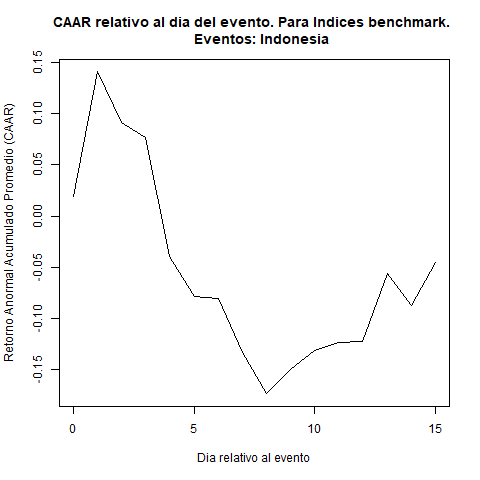 CAAR relativo al dia del evento. Para Indices benchmark.
Eventos: Indonesia
Retorno Anormal Acumulado Promedio (CAAR)
0.15
0.10
0.05
0.00
-0.05
-0.10
-0.15
0 5 10 15
Dia relativo al evento